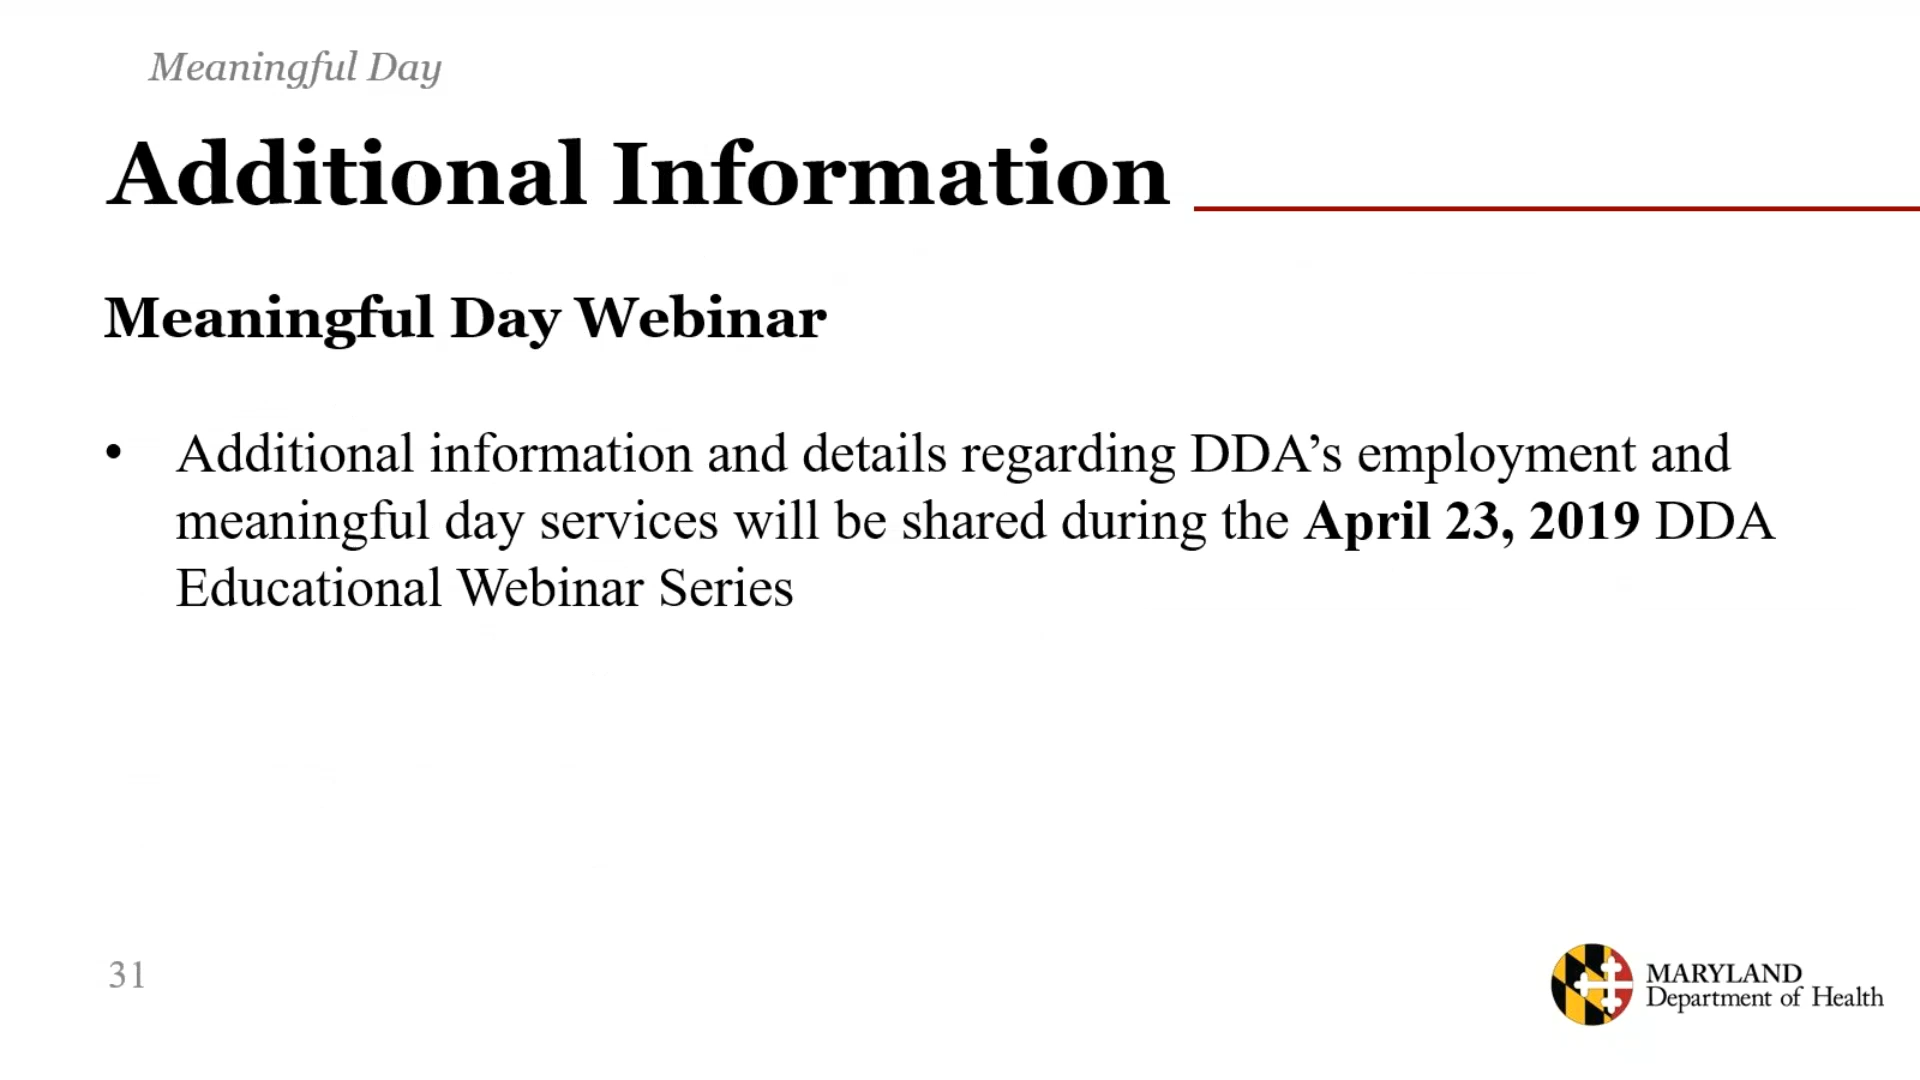 Meaningful Day
Additional Information
Meaningful Day Webinar
• Additional information and details regarding DDA’s employment and
meaningful day services will be shared during the April 23, 2019 DDA
Educational Webinar Series
31
MARYLAND
Department of Health